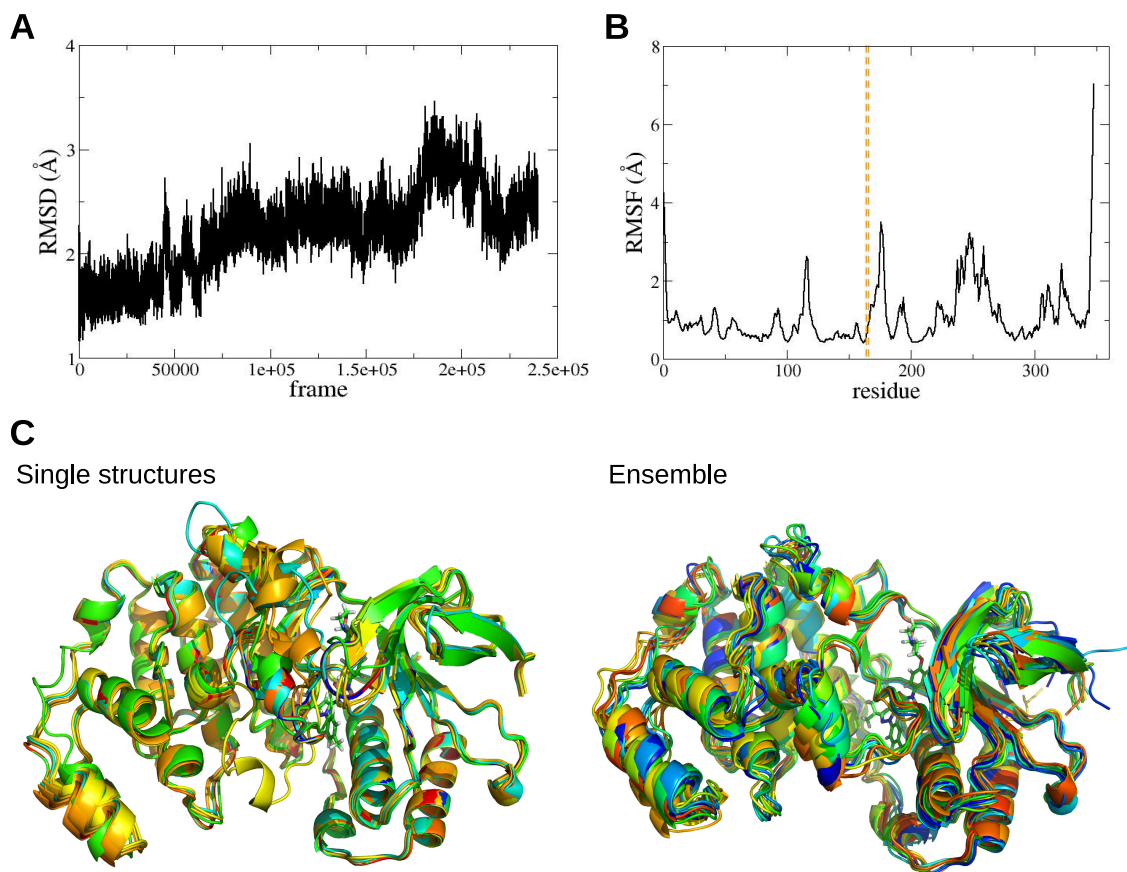 A
B
4
3
2
1
RMSD (Å)
0
50000
1e+05
1.5e+05
2e+05
2.5e+05
frame
8
6
4
2
0
RMSF (Å)
0
100
200
300
residue
C
Single structures
Ensemble